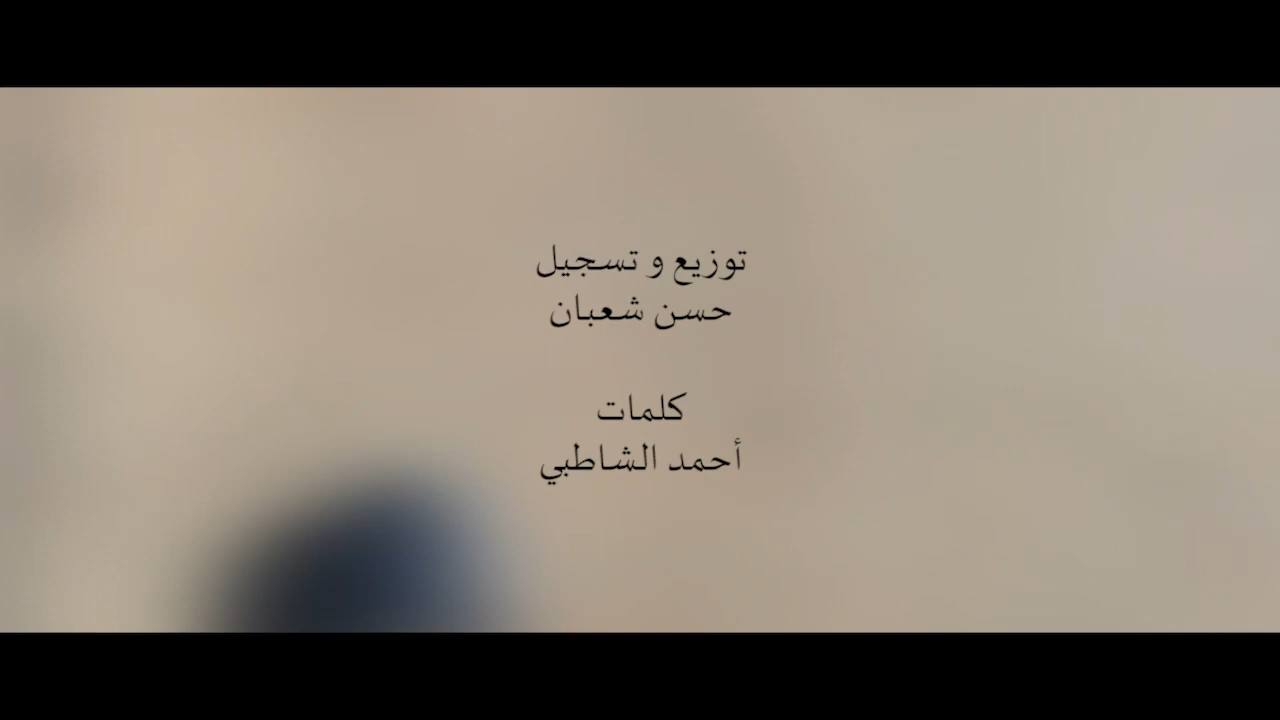 توزيع و تسجيل
حسن شعبان
كلمات
أحمد الشاطبي